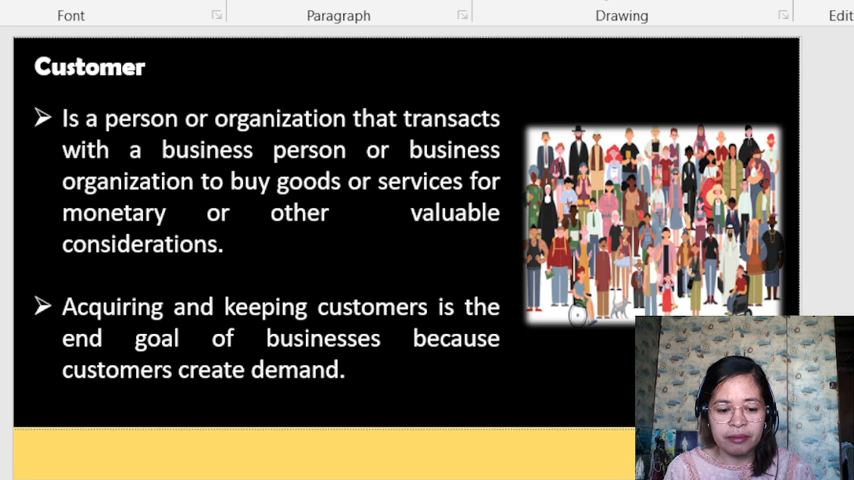 Font
Paragraph
Drawing
Edit
Customer
➢ Is a person or organization that transacts
with a business person or business
organization to buy goods or services for
monetary or other valuable
considerations.
➢ Acquiring and keeping customers is the
end goal of businesses because
customers create demand.